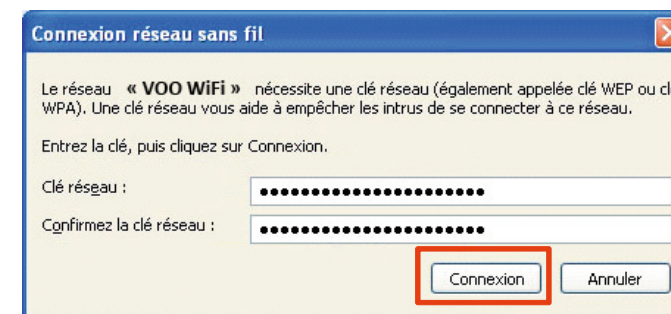 Connexion réseau sans fil
Le réseau « VOO WiFi » nécessite une clé réseau (également appelée clé WEP ou cl
WPA). Une clé réseau vous aide à empêcher les intrus de se connecter à ce réseau.
Entrez la clé, puis cliquez sur Connexion.
Clé réseau : ••••••••••••••••••••••
Confirmez la clé réseau : ••••••••••••••••••••••
Connexion Annuler